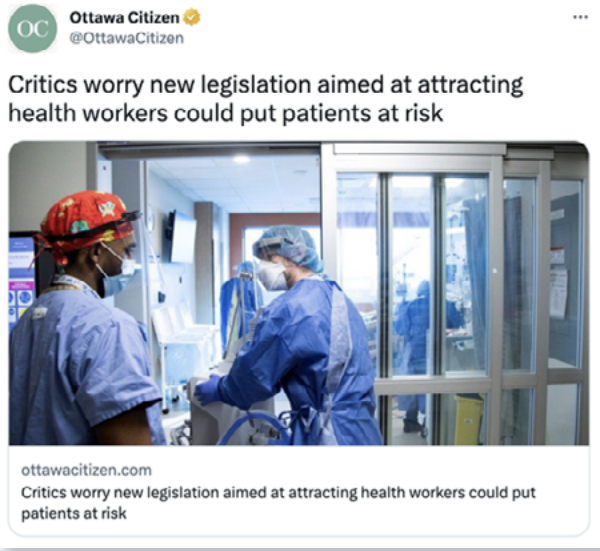 OC
Ottawa Citizen
@OttawaCitizen
Critics worry new legislation aimed at attracting
health workers could put patients at risk
ottawacitizen.com
Critics worry new legislation aimed at attracting health workers could put
patients at risk